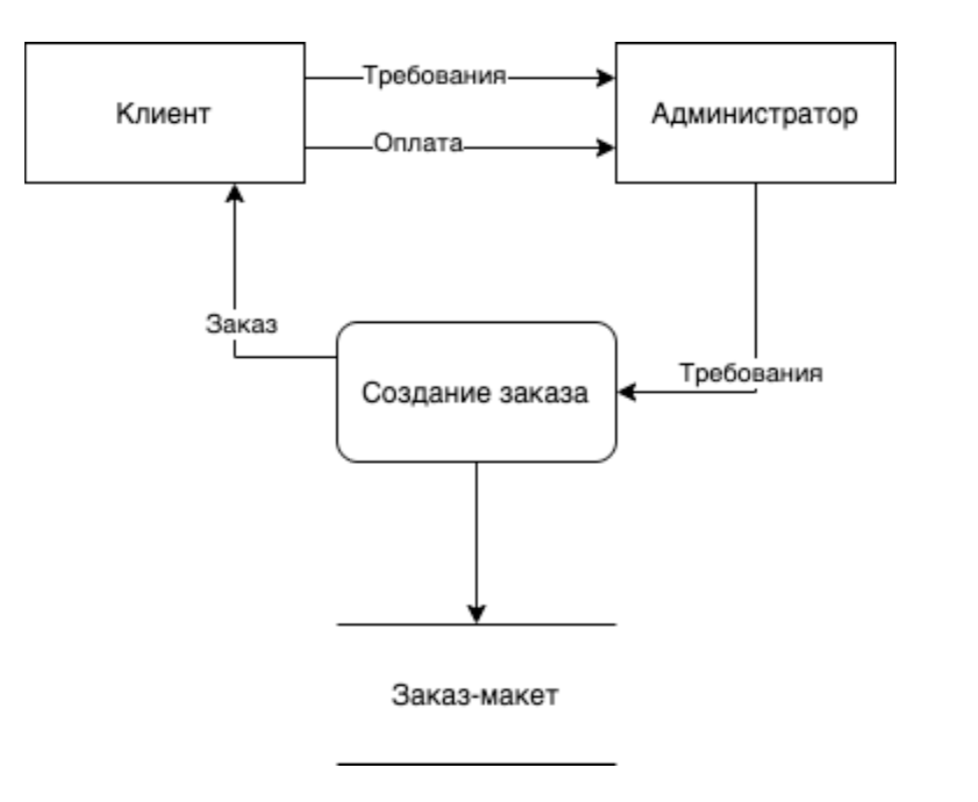 Клиент
Требования
Администратор
Оплата
Заказ
Создание заказа
Требования
Заказ-макет